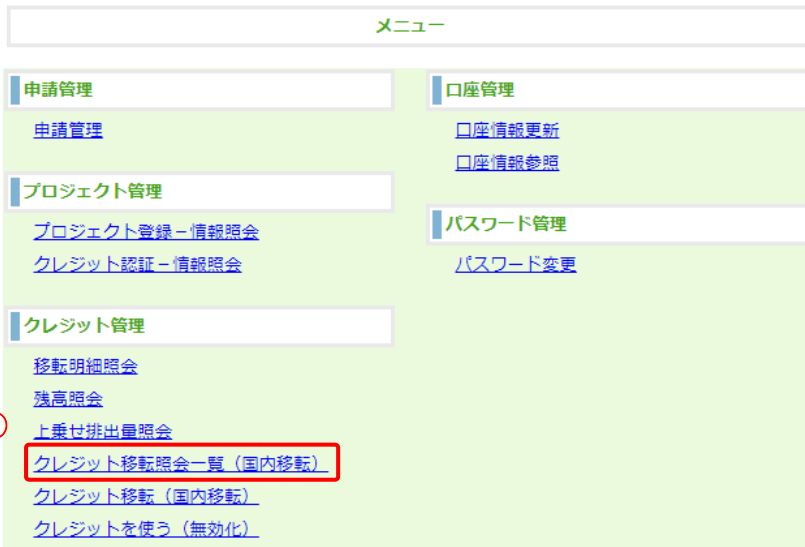 メニュー
申請管理
申請管理
プロジェクト管理
プロジェクト登録－情報照会
クレジット認証－情報照会
クレジット管理
移転明細照会
残高照会
上乗せ排出量照会
クレジット移転照会一覧（国内移転）
クレジット移転（国内移転）
クレジットを使う（無効化）
口座管理
口座情報更新
口座情報参照
パスワード管理
パスワード変更